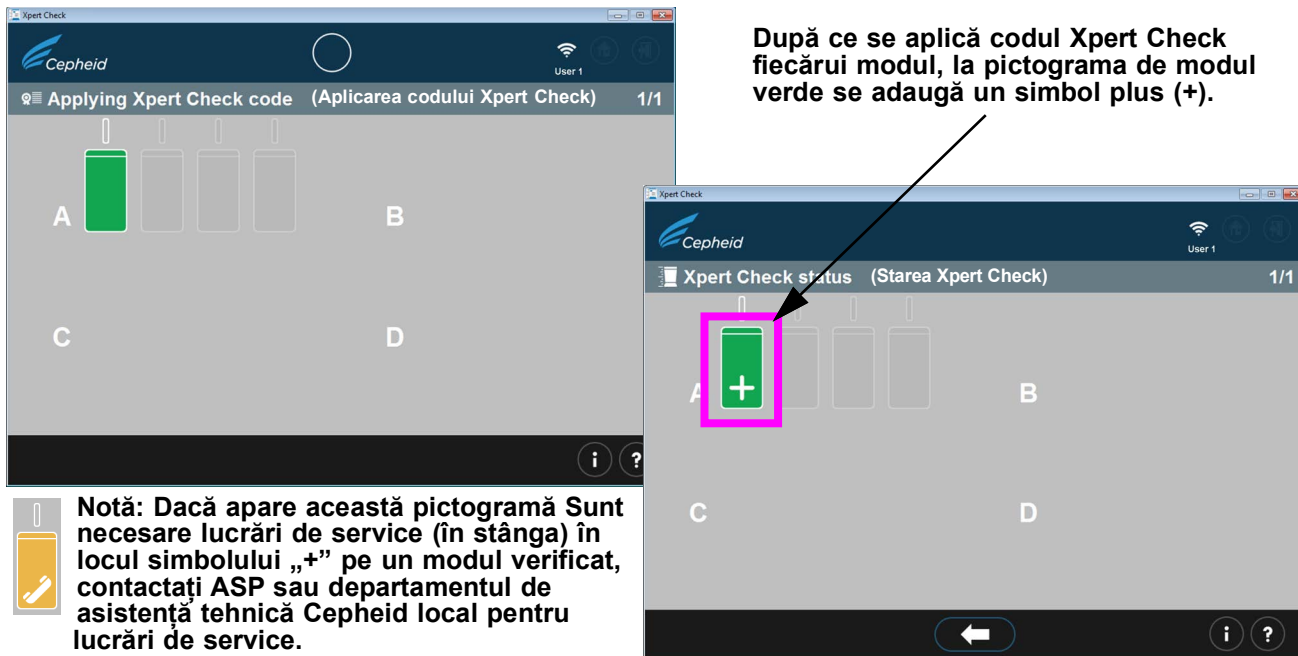 Xpert Check
Cepheid
User 1
Applying Xpert Check code (Aplicarea codului Xpert Check) 1/1
A
B
C
D
i ?
După ce se aplică codul Xpert Check
fiecărui modul, la pictograma de modul
verde se adaugă un simbol plus (+).
Xpert Check
Cepheid
User 1
Xpert Check status (Starea Xpert Check) 1/1
A
+
B
C
D
i ?
Notă: Dacă apare această pictogramă Sunt
necesare lucrări de service (în stânga) în
locul simbolului „+” pe un modul verificat,
contactați ASP sau departamentul de
asistență tehnică Cepheid local pentru
lucrări de service.